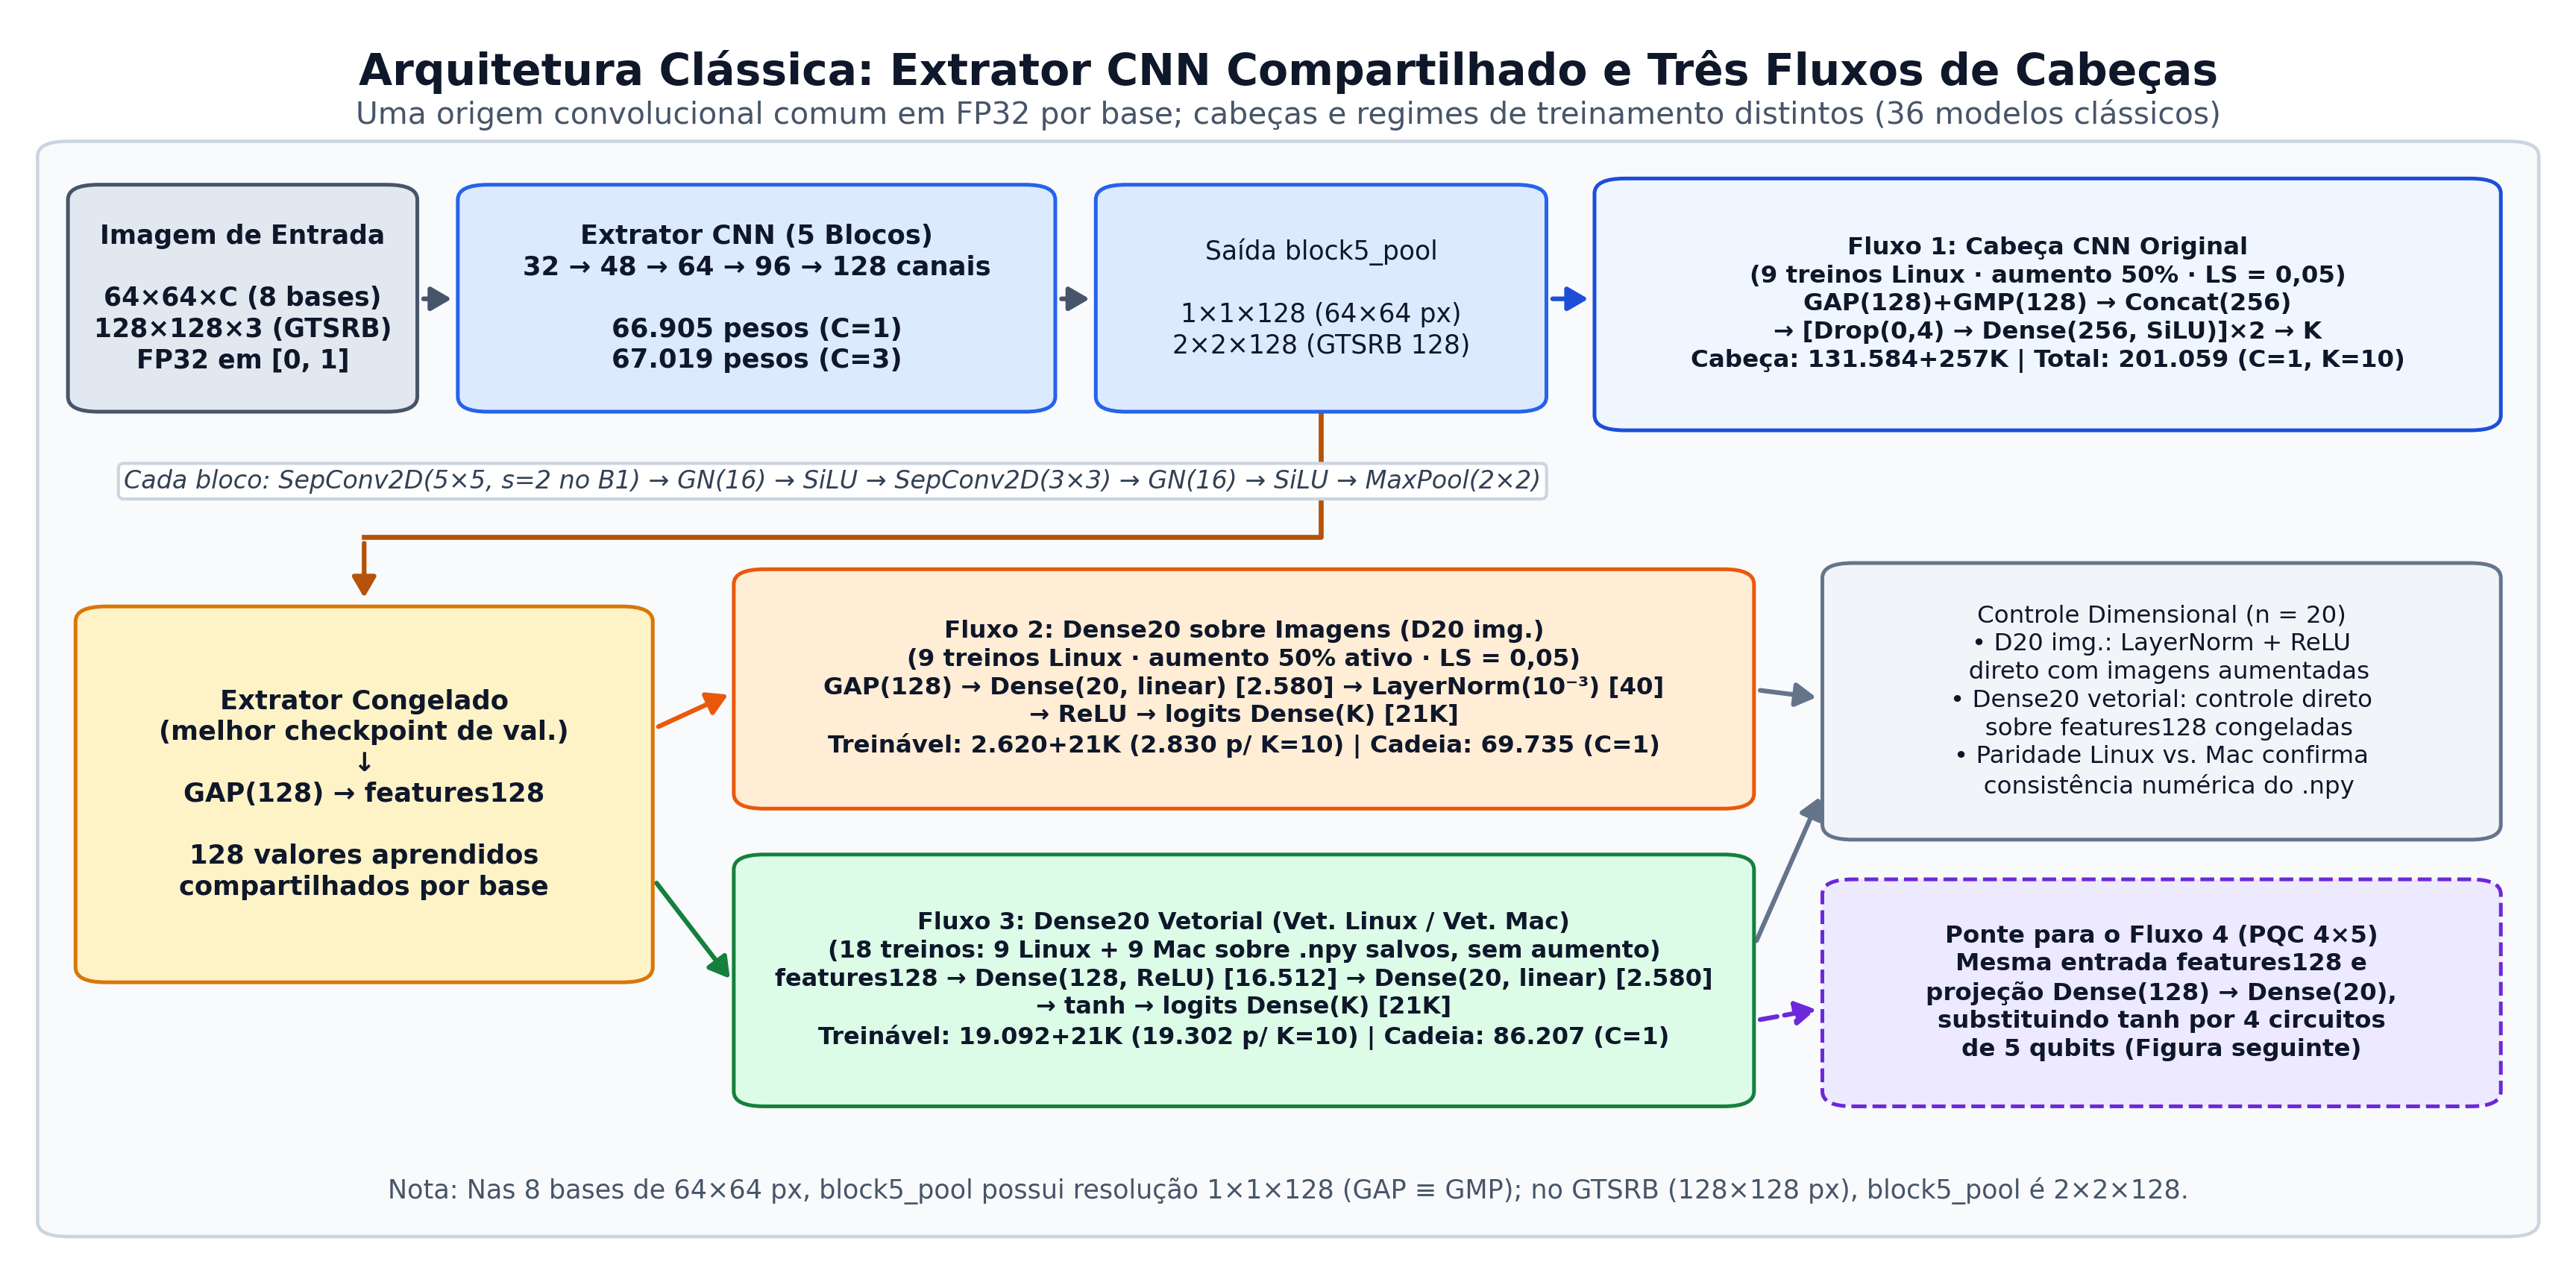 Arquitetura Clássica: Extrator CNN Compartilhado e Três Fluxos de Cabeças
Uma origem convolucional comum em FP32 por base; cabeças e regimes de treinamento distintos (36 modelos clássicos)
Imagem de Entrada
64×64×C (8 bases)
128×128×3 (GTSRB)
FP32 em [0, 1]
Extrator CNN (5 Blocos)
32 → 48 → 64 → 96 → 128 canais
66.905 pesos (C=1)
67.019 pesos (C=3)
Saída block5_pool
1×1×128 (64×64 px)
2×2×128 (GTSRB 128)
Fluxo 1: Cabeça CNN Original
(9 treinos Linux · aumento 50% · LS = 0,05)
GAP(128)+GMP(128) → Concat(256)
→ [Drop(0,4) → Dense(256, SiLU)]×2 → K
Cabeça: 131.584+257K | Total: 201.059 (C=1, K=10)
Cada bloco: SepConv2D(5×5, s=2 no B1) → GN(16) → SiLU → SepConv2D(3×3) → GN(16) → SiLU → MaxPool(2×2)
Extrator Congelado
(melhor checkpoint de val.)
↓
GAP(128) → features128
128 valores aprendidos
compartilhados por base
Fluxo 2: Dense20 sobre Imagens (D20 img.)
(9 treinos Linux · aumento 50% ativo · LS = 0,05)
GAP(128) → Dense(20, linear) [2.580] → LayerNorm(10⁻³) [40]
→ ReLU → logits Dense(K) [21K]
Treinável: 2.620+21K (2.830 p/ K=10) | Cadeia: 69.735 (C=1)
Controle Dimensional (n = 20)
• D20 img.: LayerNorm + ReLU
direto com imagens aumentadas
• Dense20 vetorial: controle direto
sobre features128 congeladas
• Paridade Linux vs. Mac confirma
consistência numérica do .npy
Fluxo 3: Dense20 Vetorial (Vet. Linux / Vet. Mac)
(18 treinos: 9 Linux + 9 Mac sobre .npy salvos, sem aumento)
features128 → Dense(128, ReLU) [16.512] → Dense(20, linear) [2.580]
→ tanh → logits Dense(K) [21K]
Treinável: 19.092+21K (19.302 p/ K=10) | Cadeia: 86.207 (C=1)
Ponte para o Fluxo 4 (PQC 4×5)
Mesma entrada features128 e
projeção Dense(128) → Dense(20),
substituindo tanh por 4 circuitos
de 5 qubits (Figura seguinte)
Nota: Nas 8 bases de 64×64 px, block5_pool possui resolução 1×1×128 (GAP ≡ GMP); no GTSRB (128×128 px), block5_pool é 2×2×128.